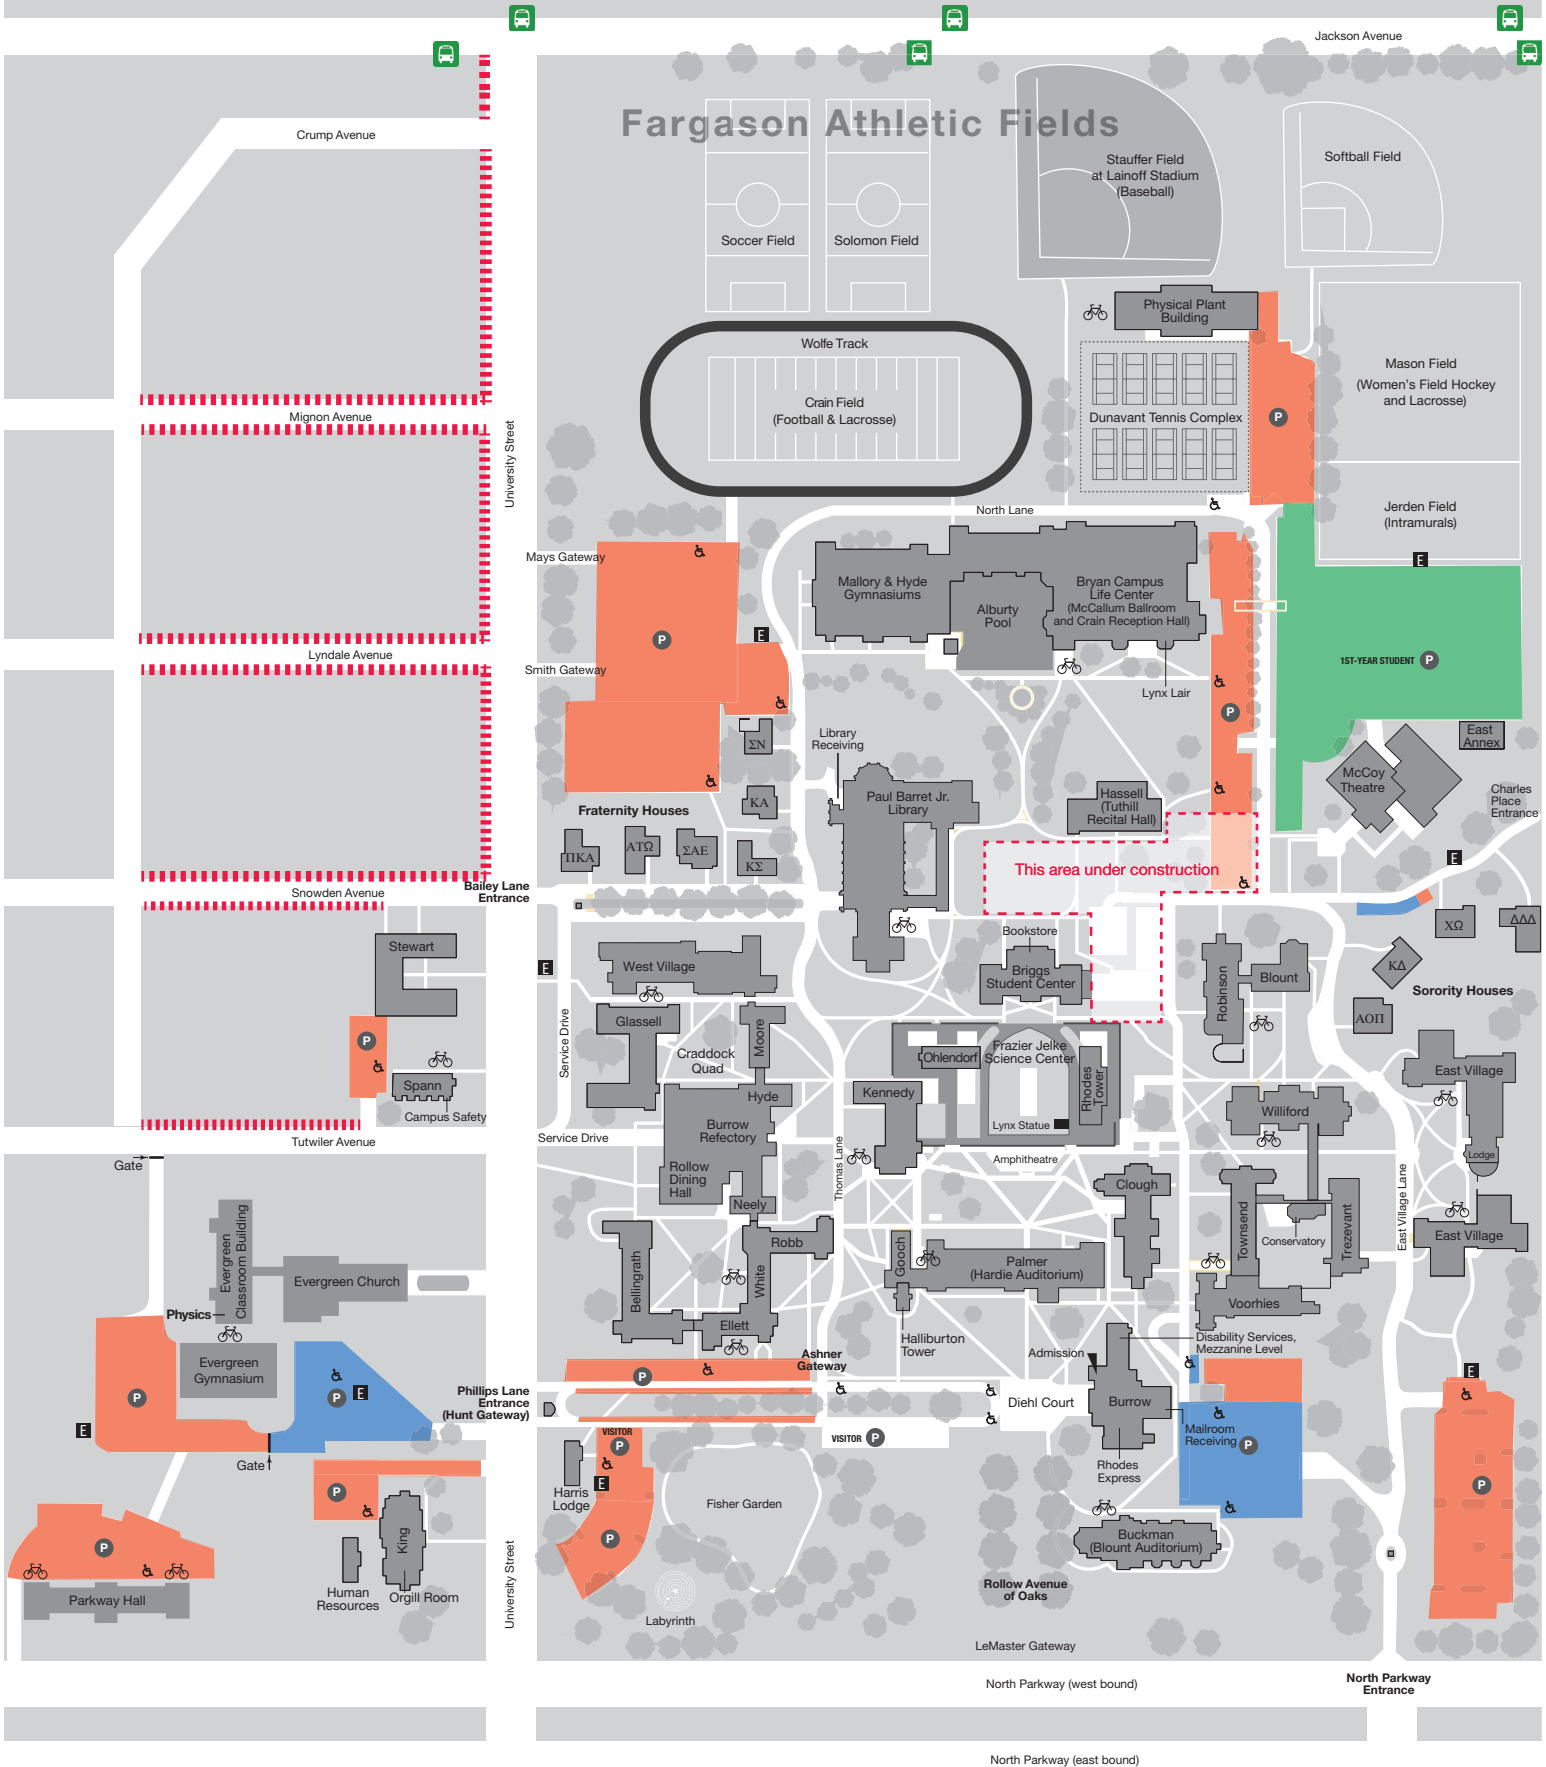 Jackson Avenue
Crump Avenue
Fargason Athletic Fields
Stauffer Field
at Lainoff Stadium
(Baseball)
Softball Field
Soccer Field
Solomon Field
Physical Plant
Building
Wolfe Track
Mason Field
(Women's Field Hockey
and Lacrosse)
Crain Field
(Football & Lacrosse)
Dunavant Tennis Complex
P
Mignon Avenue
University Street
North Lane
Jerden Field
(Intramurals)
Mays Gateway
E
Mallory & Hyde
Gymnasiums
Alburty
Pool
Bryan Campus
Life Center
(McCallum Ballroom
and Crain Reception Hall)
P
E
Lyndale Avenue
Smith Gateway
1ST-YEAR STUDENT P
Lynx Lair
P
ΣΝ
Library
Receiving
East
Annex
McCoy
Theatre
Charles
Place
Entrance
Fraternity Houses
ΚΑ
Paul Barret Jr.
Library
Hassell
(Tuthill
Recital Hall)
ΠΚΑ
ΑΤΩ
ΣΑΕ
ΚΣ
E
This area under construction
Snowden Avenue
Bailey Lane
Entrance
ΧΩ
ΔΔΔ
Stewart
Bookstore
West Village
E
Briggs
Student Center
Robinson
Blount
ΚΔ
Sorority Houses
ΑΟΠ
Glassell
Moore
Service Drive
P
Craddock
Quad
Ohlendorf
Frazier Jelke
Science Center
Rhodes
Tower
East Village
Spann
Campus Safety
Hyde
Kennedy
Williford
Burrow
Refectory
Lynx Statue
Tutwiler Avenue
Service Drive
Thomas Lane
Amphitheatre
Lodge
Gate
Rollow
Dining
Hall
Neely
Clough
East Village Lane
Evergreen
Classroom Building
Robb
Townsend
Conservatory
Trezevant
East Village
Evergreen Church
Bellingrath
White
Gooch
Palmer
(Hardie Auditorium)
Physics
Ellett
Voorhies
Halliburton
Tower
Disability Services,
Mezzanine Level
Evergreen
Gymnasium
Ashner
Gateway
Admission
P
P
P
E
E
Phillips Lane
Entrance
(Hunt Gateway)
Diehl Court
Burrow
Mailroom
Receiving
P
E
VISITOR
P
VISITOR P
Gate
Rhodes
Express
P
E
Harris
Lodge
P
Fisher Garden
P
King
P
Buckman
(Blount Auditorium)
University Street
Human
Resources
Orgill Room
Parkway Hall
Rollow Avenue
of Oaks
Labyrinth
LeMaster Gateway
North Parkway (west bound)
North Parkway
Entrance
North Parkway (east bound)